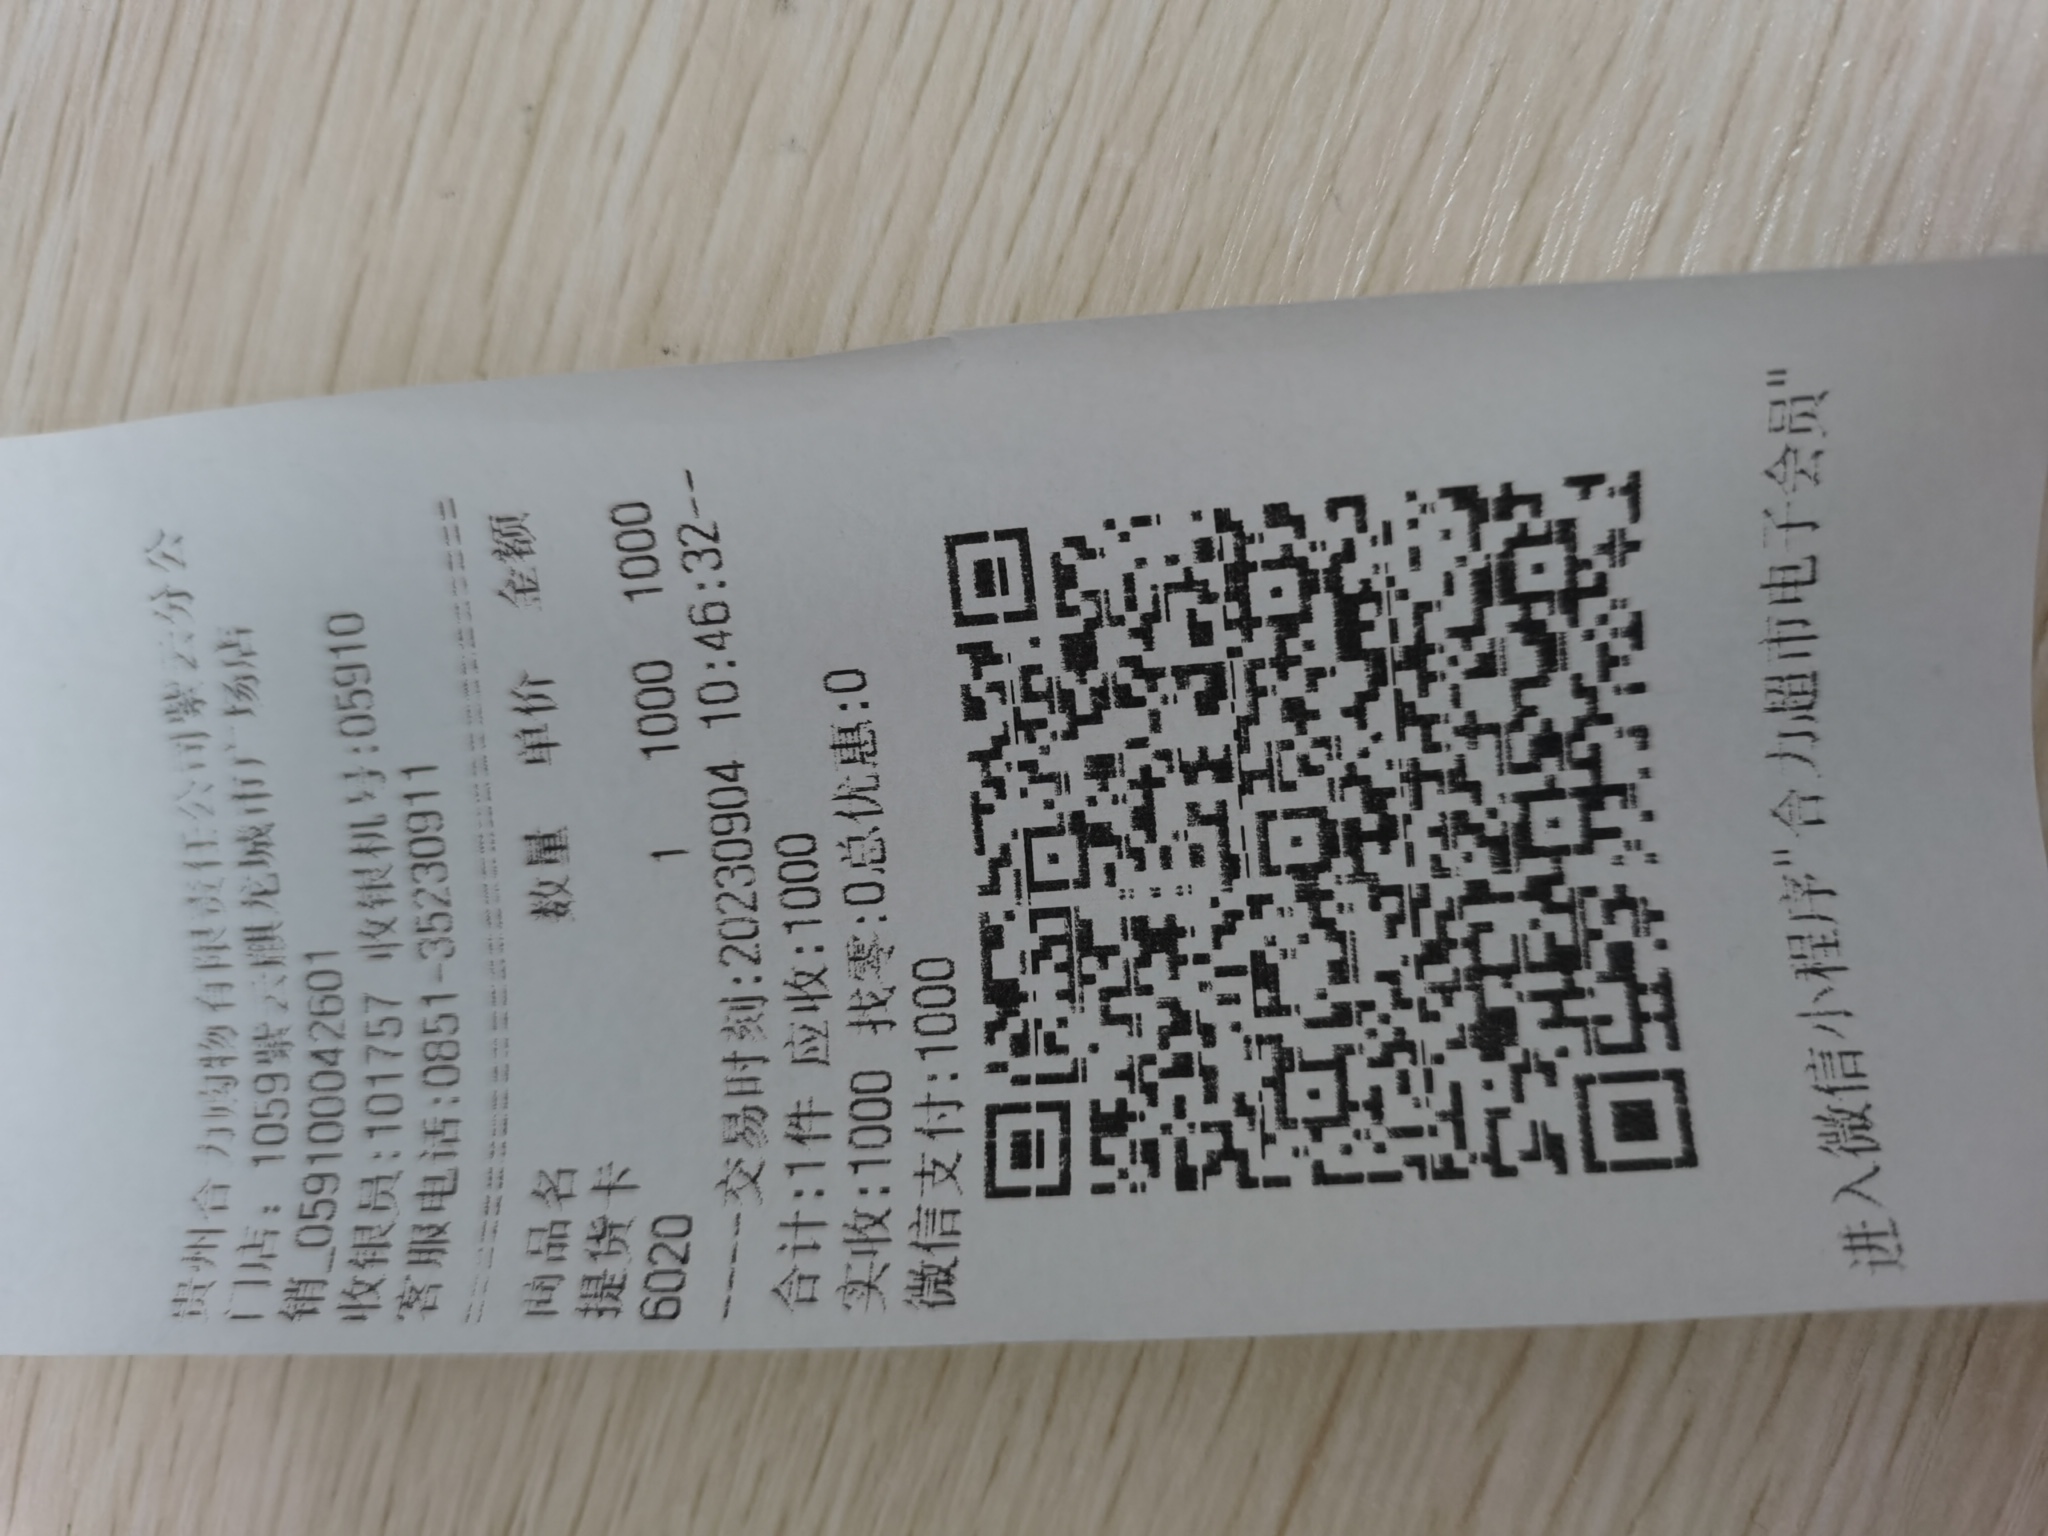 贵州合力购物有限责任公司紫云分公
门店: 1059紫云麒龙城市广场店
销_0591000042601
收银员:101757 收银机号:05910
客服电话:0851-35230911
================================
商品名 数量 单价 金额
提货卡
6020 1 1000 1000
----交易时刻:20230904 10:46:32--
合计:1件 应收:1000
实收:1000 找零:0总优惠:0
微信支付:1000
进入微信小程序"合力超市电子会员"